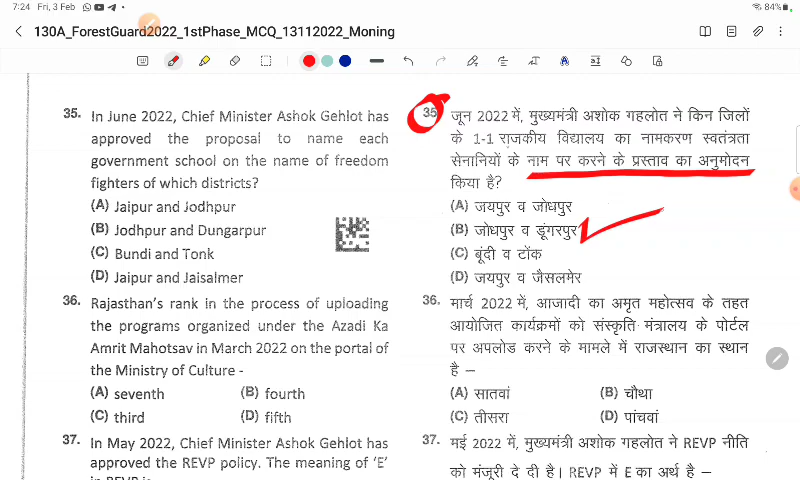 7:24 Fri, 3 Feb
84%
130A_ForestGuard2022_1stPhase_MCQ_13112022_Moning
35. In June 2022, Chief Minister Ashok Gehlot has
approved the proposal to name each
government school on the name of freedom
fighters of which districts?
(A) Jaipur and Jodhpur
(B) Jodhpur and Dungarpur
(C) Bundi and Tonk
(D) Jaipur and Jaisalmer
36. Rajasthan's rank in the process of uploading
the programs organized under the Azadi Ka
Amrit Mahotsav in March 2022 on the portal of
the Ministry of Culture -
(A) seventh (B) fourth
(C) third (D) fifth
37. In May 2022, Chief Minister Ashok Gehlot has
approved the REVP policy. The meaning of 'E'
in REVP is
35. जून 2022 में, मुख्यमंत्री अशोक गहलोत ने किन जिलों
के 1-1 राजकीय विद्यालय का नामकरण स्वतंत्रता
सेनानियों के नाम पर करने के प्रस्ताव का अनुमोदन
किया है?
(A) जयपुर व जोधपुर
(B) जोधपुर व डूंगरपुर
(C) बूंदी व टोंक
(D) जयपुर व जैसलमेर
36. मार्च 2022 में, आजादी का अमृत महोत्सव के तहत
आयोजित कार्यक्रमों को संस्कृति मंत्रालय के पोर्टल
पर अपलोड करने के मामले में राजस्थान का स्थान
है –
(A) सातवां (B) चौथा
(C) तीसरा (D) पांचवां
37. मई 2022 में, मुख्यमंत्री अशोक गहलोत ने REVP नीति
को मंजूरी दे दी है। REVP में E का अर्थ है –